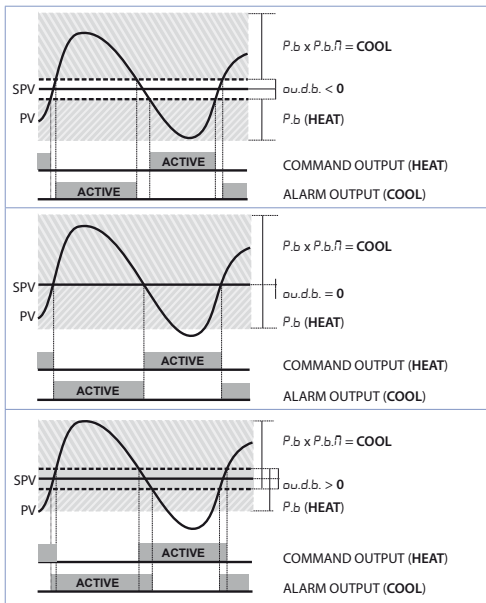 P.b x P.b.П = COOL
SPV
ou.d.b. < 0
PV
P.b (HEAT)
ACTIVE
COMMAND OUTPUT (HEAT)
ACTIVE
ALARM OUTPUT (COOL)
P.b x P.b.П = COOL
SPV
ou.d.b. = 0
PV
P.b (HEAT)
ACTIVE
COMMAND OUTPUT (HEAT)
ACTIVE
ALARM OUTPUT (COOL)
P.b x P.b.П = COOL
SPV
ou.d.b. > 0
PV
P.b (HEAT)
ACTIVE
COMMAND OUTPUT (HEAT)
ACTIVE
ALARM OUTPUT (COOL)